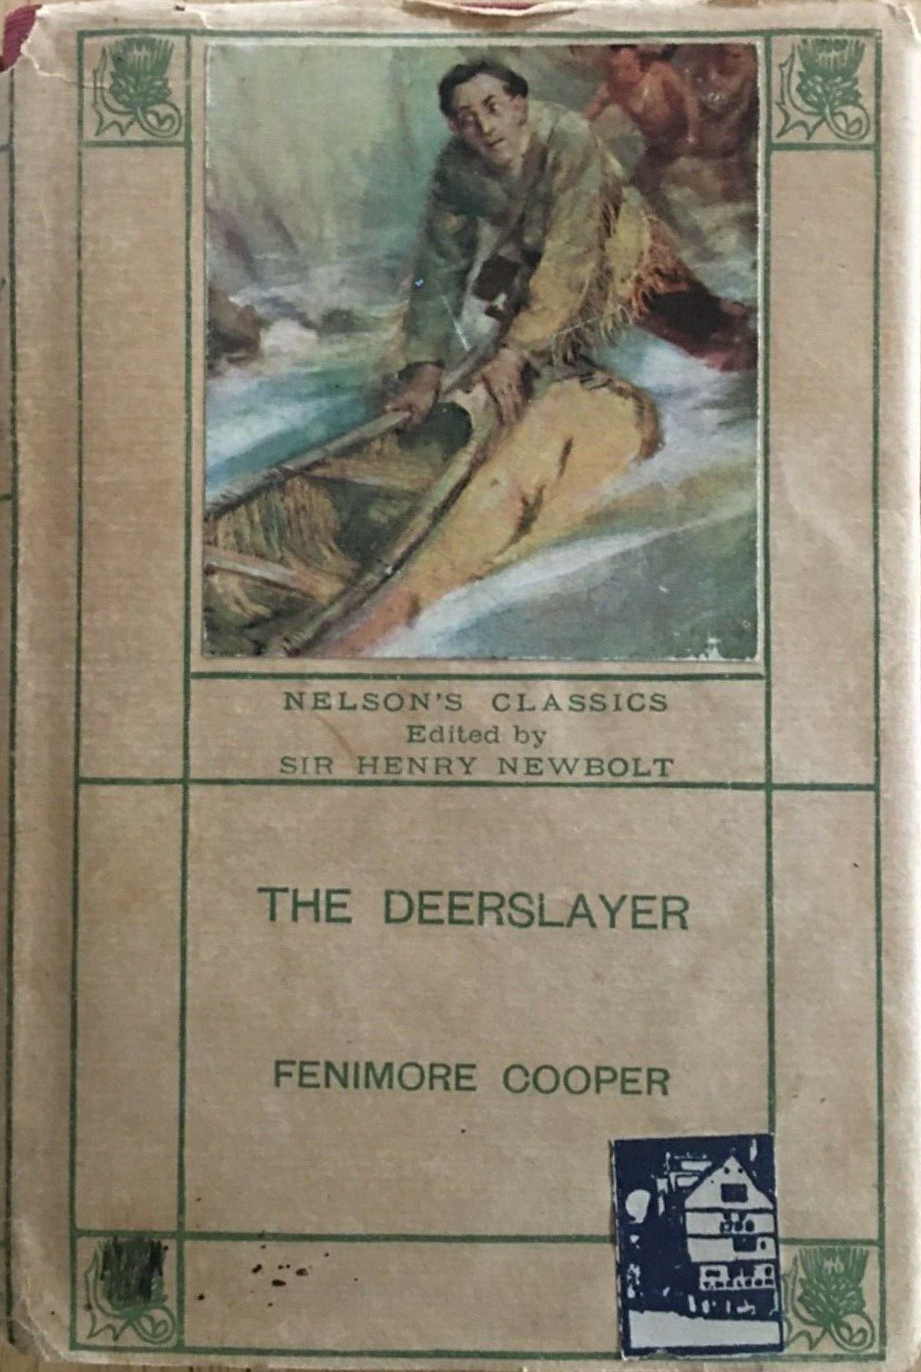 NELSON'S CLASSICS
Edited by
SIR HENRY NEWBOLT
THE DEERSLAYER
FENIMORE COOPER